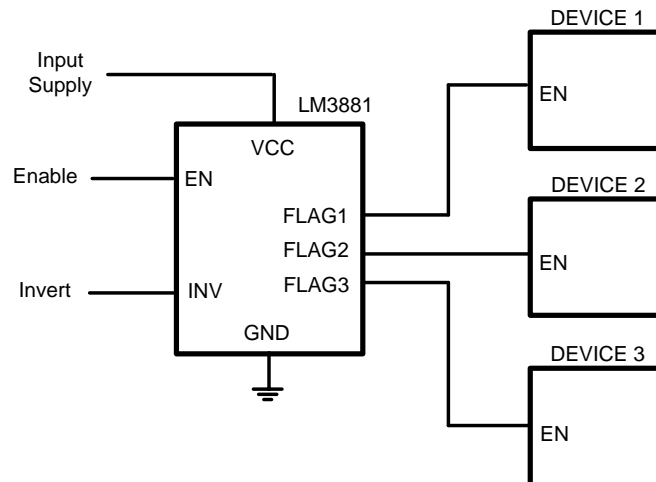 DEVICE 1
Input
Supply
LM3881
EN
VCC
Enable
EN
DEVICE 2
FLAG1
FLAG2
EN
Invert
INV
FLAG3
GND
DEVICE 3
EN